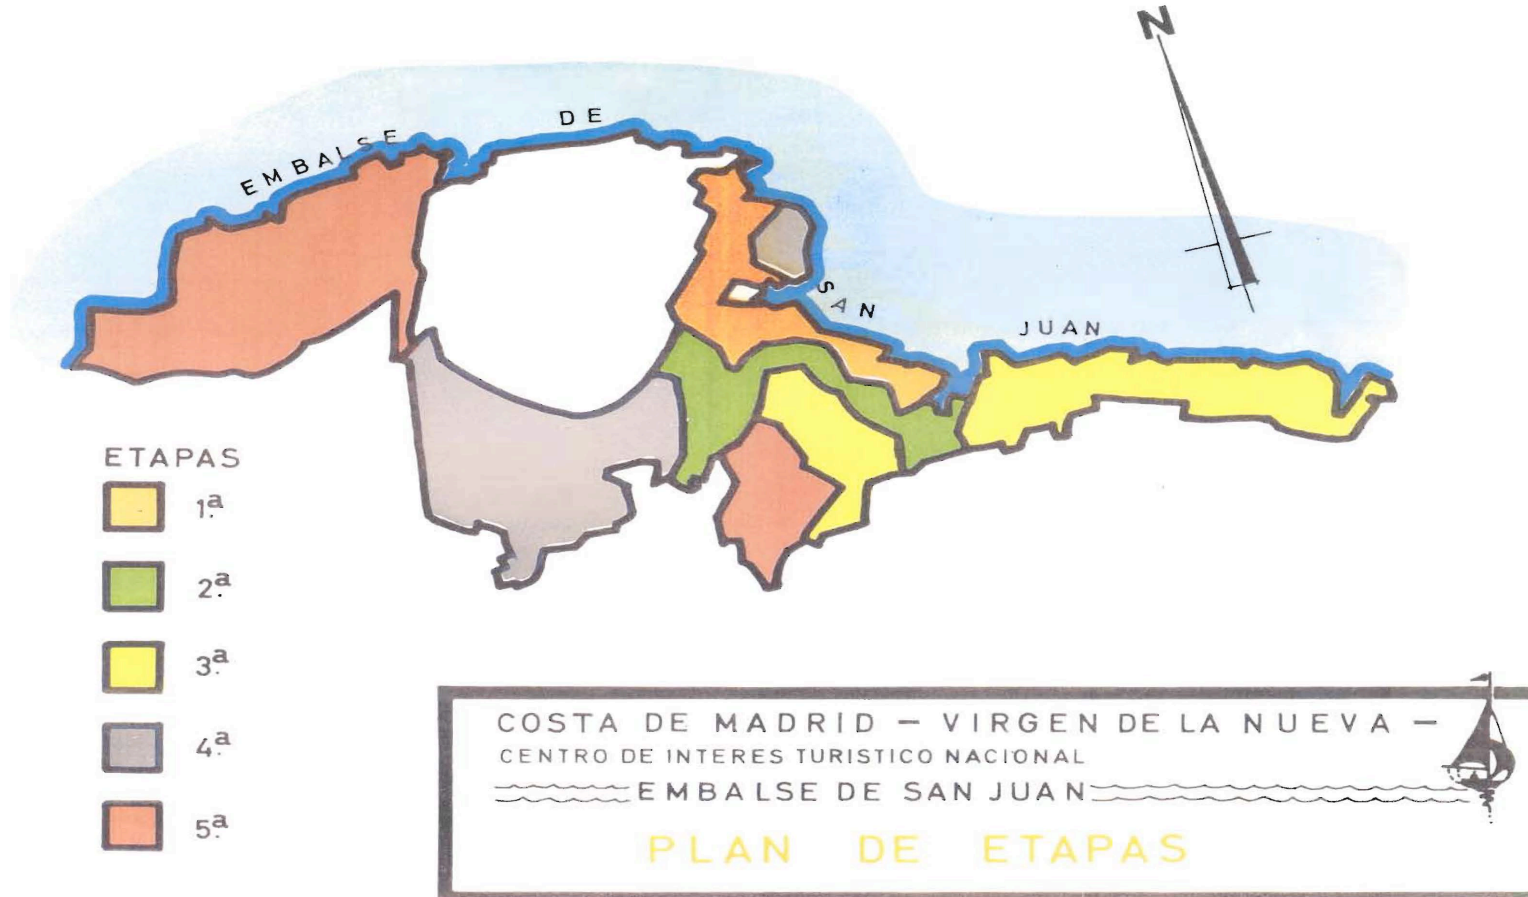 N
EMBALSE DE SAN JUAN
ETAPAS
1.ª
2.ª
3.ª
4.ª
5.ª
COSTA DE MADRID – VIRGEN DE LA NUEVA –
CENTRO DE INTERES TURISTICO NACIONAL
EMBALSE DE SAN JUAN
PLAN DE ETAPAS